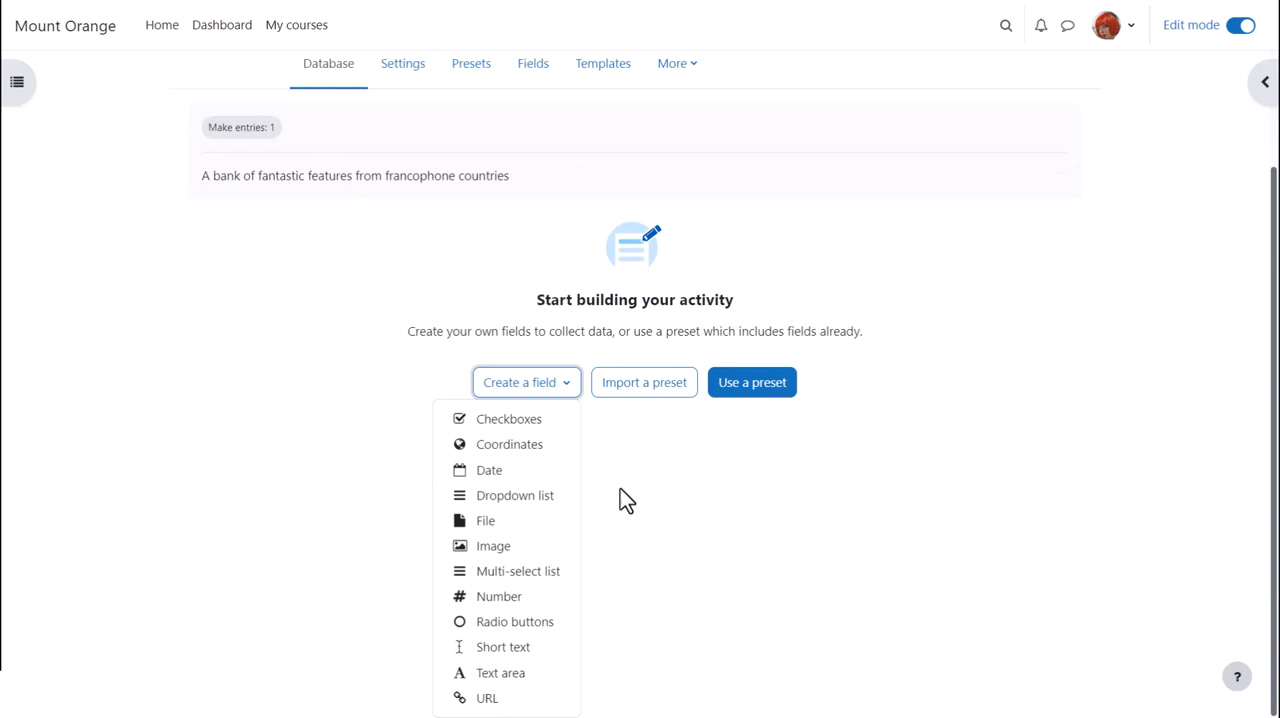 Mount Orange Home Dashboard My courses Edit mode
Database Settings Presets Fields Templates More
Make entries: 1
A bank of fantastic features from francophone countries
Start building your activity
Create your own fields to collect data, or use a preset which includes fields already.
Create a field Import a preset Use a preset
Checkboxes
Coordinates
Date
Dropdown list
File
Image
Multi-select list
Number
Radio buttons
Short text
Text area
URL
?